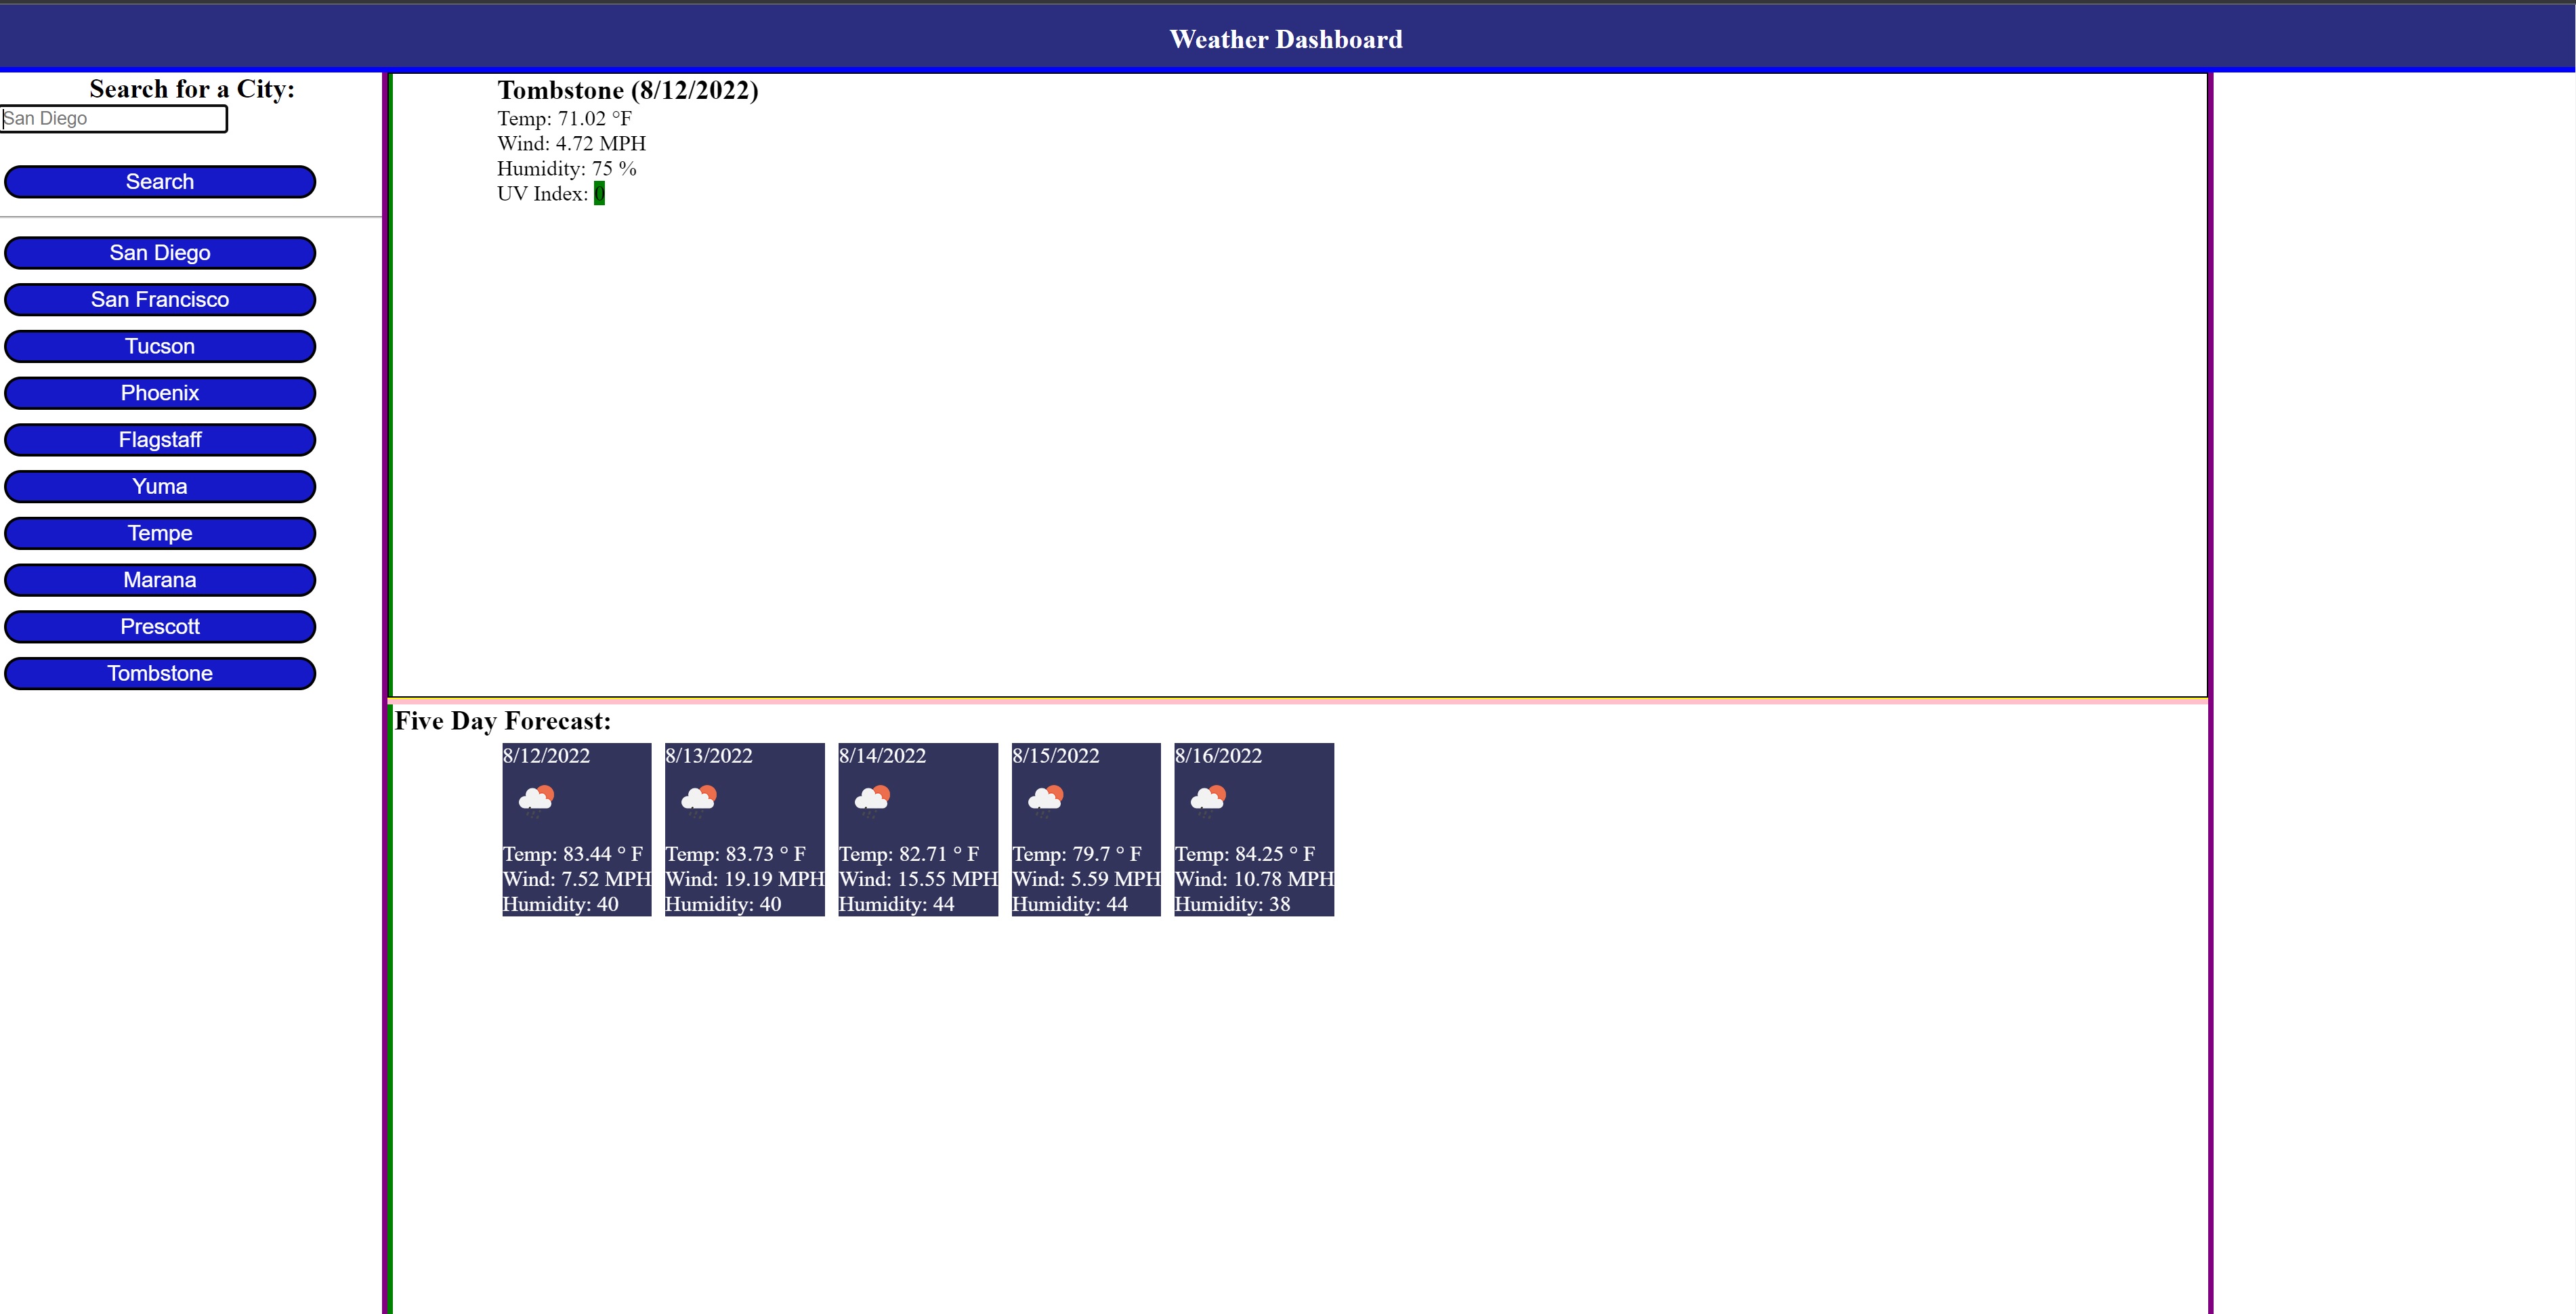 Weather Dashboard
Search for a City:
San Diego
Search
San Diego
San Francisco
Tucson
Phoenix
Flagstaff
Yuma
Tempe
Marana
Prescott
Tombstone
Tombstone (8/12/2022)
Temp: 71.02 °F
Wind: 4.72 MPH
Humidity: 75 %
UV Index: 0
Five Day Forecast:
8/12/2022
Temp: 83.44 ° F
Wind: 7.52 MPH
Humidity: 40
8/13/2022
Temp: 83.73 ° F
Wind: 19.19 MPH
Humidity: 40
8/14/2022
Temp: 82.71 ° F
Wind: 15.55 MPH
Humidity: 44
8/15/2022
Temp: 79.7 ° F
Wind: 5.59 MPH
Humidity: 44
8/16/2022
Temp: 84.25 ° F
Wind: 10.78 MPH
Humidity: 38